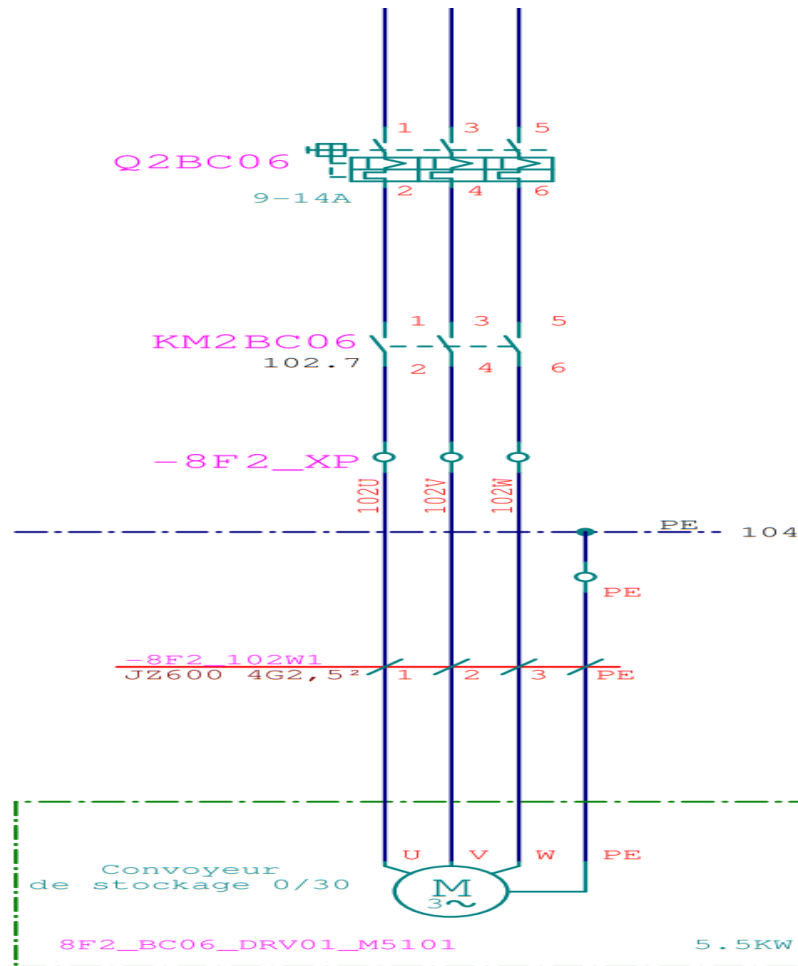 1 3 5
Q2BC06
9-14A 2 4 6
1 3 5
KM2BC06
102.7 2 4 6
-8F2_XP
102U 102V 102W
PE 104
PE
-8F2_102W1
JZ600 4G2,5² 1 2 3 PE
U V W PE
Convoyeur
de stockage 0/30
M
3~
8F2_BC06_DRV01_M5101 5.5KW